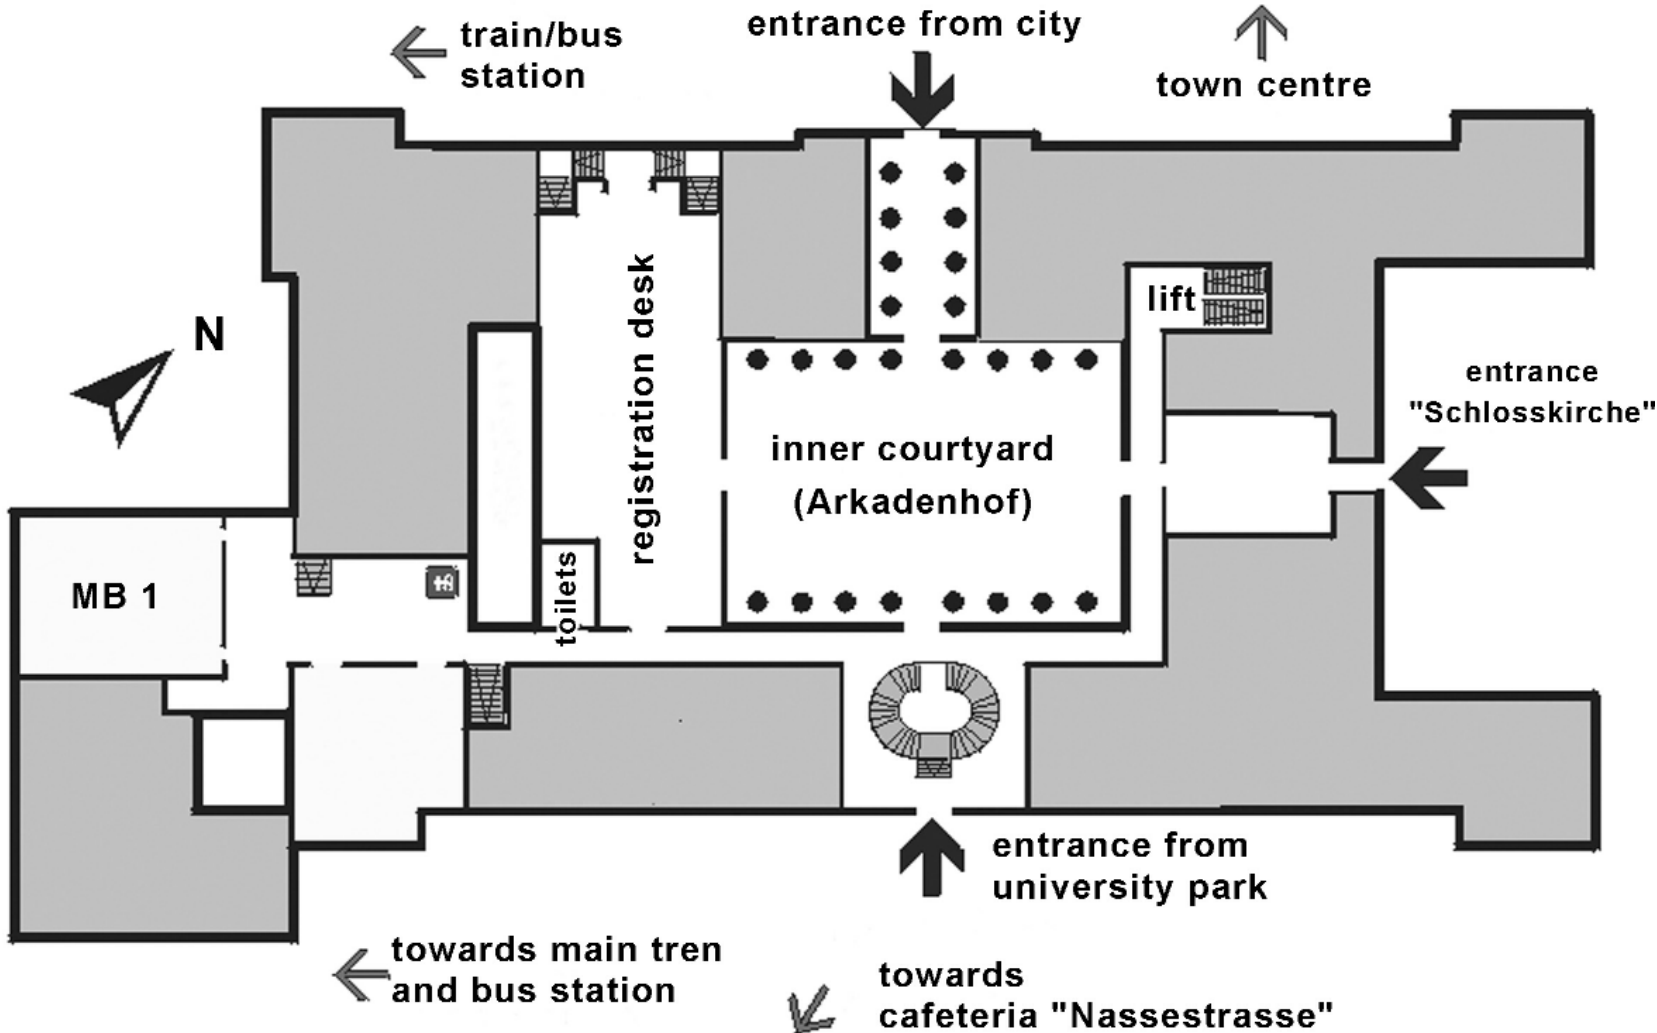 train/bus
station
entrance from city
town centre
N
lift
registration desk
entrance
"Schlosskirche"
inner courtyard
(Arkadenhof)
MB 1
toilets
entrance from
university park
towards main tren
and bus station
towards
cafeteria "Nassestrasse"